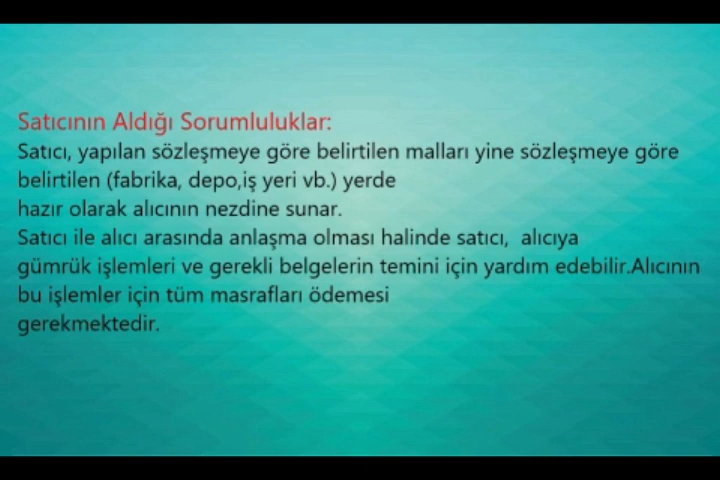 Satıcının Aldığı Sorumluluklar:
Satıcı, yapılan sözleşmeye göre belirtilen malları yine sözleşmeye göre
belirtilen (fabrika, depo,iş yeri vb.) yerde
hazır olarak alıcının nezdine sunar.
Satıcı ile alıcı arasında anlaşma olması halinde satıcı,  alıcıya
gümrük işlemleri ve gerekli belgelerin temini için yardım edebilir.Alıcının
bu işlemler için tüm masrafları ödemesi
gerekmektedir.